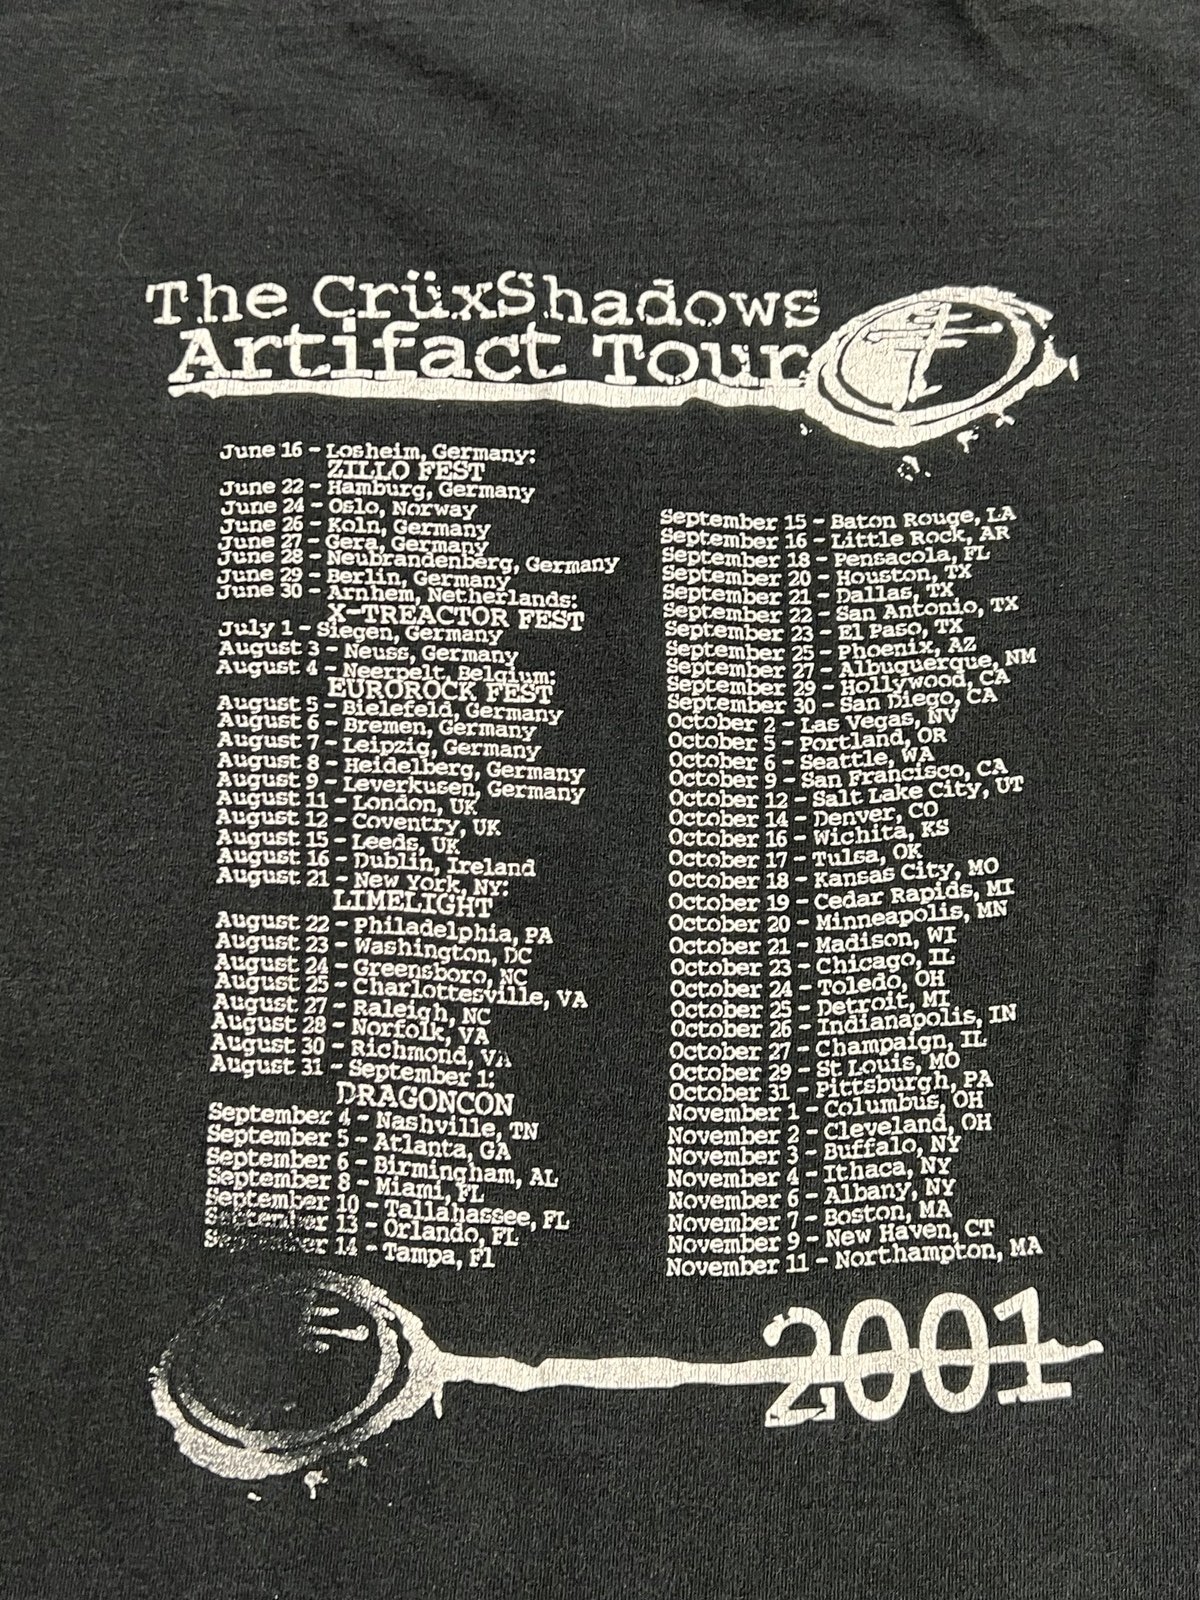 The CrüxShadows
Artifact Tour
June 16 - Losheim, Germany:
ZILLO FEST
June 22 - Hamburg, Germany
June 24 - Oslo, Norway
June 26 - Koln, Germany
June 27 - Gera, Germany
June 28 - Neubrandenberg, Germany
June 29 - Berlin, Germany
June 30 - Arnhem, Netherlands:
X-TREACTOR FEST
July 1 - Siegen, Germany
August 3 - Neuss, Germany
August 4 - Neerpelt, Belgium:
EUROROCK FEST
August 5 - Bielefeld, Germany
August 6 - Bremen, Germany
August 7 - Leipzig, Germany
August 8 - Heidelberg, Germany
August 9 - Leverkusen, Germany
August 11 - London, UK
August 12 - Coventry, UK
August 15 - Leeds, UK
August 16 - Dublin, Ireland
August 21 - New York, NY:
LIMELIGHT
August 22 - Philadelphia, PA
August 23 - Washington, DC
August 24 - Greensboro, NC
August 25 - Charlottesville, VA
August 27 - Raleigh, NC
August 28 - Norfolk, VA
August 30 - Richmond, VA
August 31 - September 1:
DRAGONCON
September 4 - Nashville, TN
September 5 - Atlanta, GA
September 6 - Birmingham, AL
September 8 - Miami, FL
September 10 - Tallahassee, FL
September 13 - Orlando, FL
September 14 - Tampa, Fl
September 15 - Baton Rouge, LA
September 16 - Little Rock, AR
September 18 - Pensacola, FL
September 20 - Houston, TX
September 21 - Dallas, TX
September 22 - San Antonio, TX
September 23 - El Paso, TX
September 25 - Phoenix, AZ
September 27 - Albuquerque, NM
September 29 - Hollywood, CA
September 30 - San Diego, CA
October 2 - Las Vegas, NV
October 5 - Portland, OR
October 6 - Seattle, WA
October 9 - San Francisco, CA
October 12 - Salt Lake City, UT
October 14 - Denver, CO
October 16 - Wichita, KS
October 17 - Tulsa, OK
October 18 - Kansas City, MO
October 19 - Cedar Rapids, MI
October 20 - Minneapolis, MN
October 21 - Madison, WI
October 23 - Chicago, IL
October 24 - Toledo, OH
October 25 - Detroit, MI
October 26 - Indianapolis, IN
October 27 - Champaign, IL
October 29 - St Louis, MO
October 31 - Pittsburgh, PA
November 1 - Columbus, OH
November 2 - Cleveland, OH
November 3 - Buffalo, NY
November 4 - Ithaca, NY
November 6 - Albany, NY
November 7 - Boston, MA
November 9 - New Haven, CT
November 11 - Northampton, MA
2001